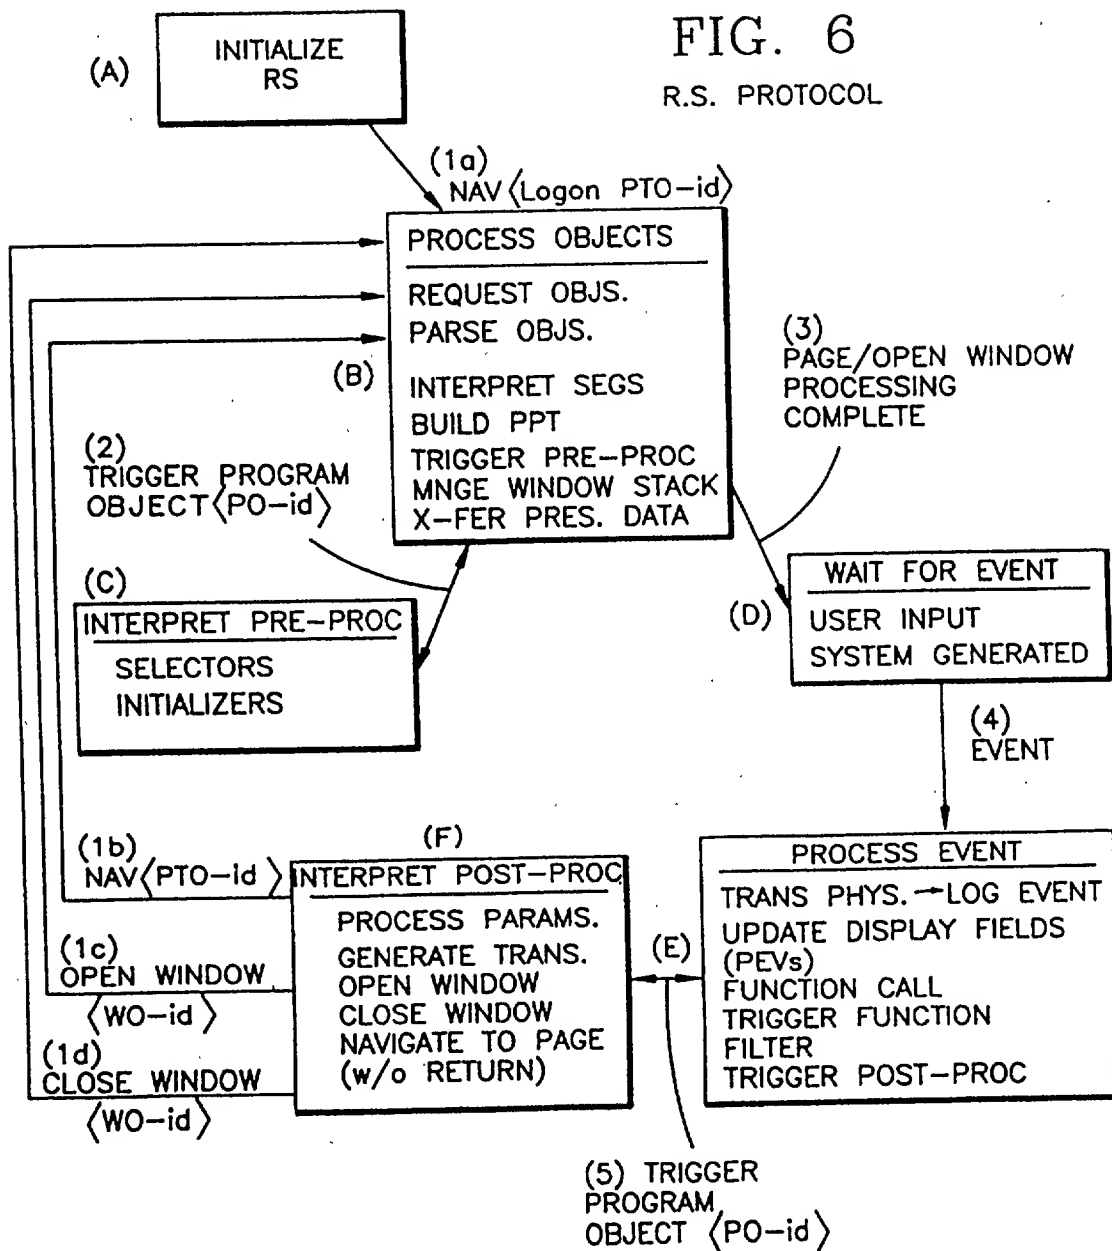 FIG. 6
R.S. PROTOCOL
(A)
INITIALIZE
RS
(1a)
NAV⟨Logon PTO-id⟩
(B)
PROCESS OBJECTS
REQUEST OBJS.
PARSE OBJS.
INTERPRET SEGS
BUILD PPT
TRIGGER PRE-PROC
MNGE WINDOW STACK
X-FER PRES. DATA
(2)
TRIGGER PROGRAM
OBJECT⟨PO-id⟩
(3)
PAGE/OPEN WINDOW
PROCESSING
COMPLETE
(C)
INTERPRET PRE-PROC
SELECTORS
INITIALIZERS
(D)
WAIT FOR EVENT
USER INPUT
SYSTEM GENERATED
(4)
EVENT
(1b)
NAV⟨PTO-id⟩
(1c)
OPEN WINDOW
⟨WO-id⟩
(1d)
CLOSE WINDOW
⟨WO-id⟩
(F)
INTERPRET POST-PROC
PROCESS PARAMS.
GENERATE TRANS.
OPEN WINDOW
CLOSE WINDOW
NAVIGATE TO PAGE
(w/o RETURN)
(E)
PROCESS EVENT
TRANS PHYS.→LOG EVENT
UPDATE DISPLAY FIELDS
(PEVs)
FUNCTION CALL
TRIGGER FUNCTION
FILTER
TRIGGER POST-PROC
(5) TRIGGER
PROGRAM
OBJECT ⟨PO-id⟩